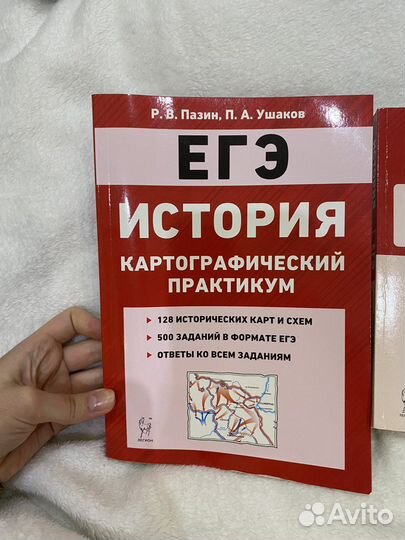 Р. В. Пазин, П. А. Ушаков
ЕГЭ
ИСТОРИЯ
КАРТОГРАФИЧЕСКИЙ
ПРАКТИКУМ
128 ИСТОРИЧЕСКИХ КАРТ И СХЕМ
500 ЗАДАНИЙ В ФОРМАТЕ ЕГЭ
ОТВЕТЫ КО ВСЕМ ЗАДАНИЯМ
ЛЕГИОН
Avito